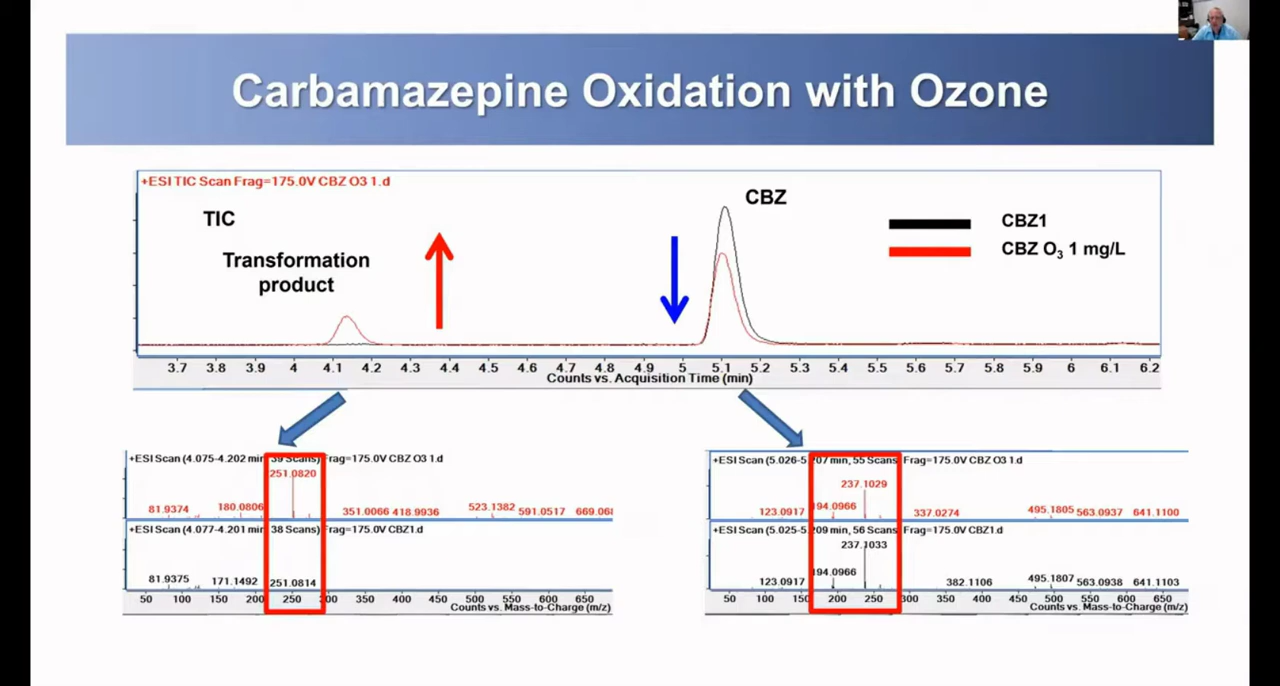 Carbamazepine Oxidation with Ozone
+ESI TIC Scan Frag=175.0V CBZ O3 1.d
TIC
Transformation
product
CBZ
CBZ1
CBZ O₃ 1 mg/L
3.7 3.8 3.9 4 4.1 4.2 4.3 4.4 4.5 4.6 4.7 4.8 4.9 5 5.1 5.2 5.3 5.4 5.5 5.6 5.7 5.8 5.9 6 6.1 6.2
Counts vs. Acquisition Time (min)
+ESI Scan (4.075-4.202 min, 39 Scans) Frag=175.0V CBZ O3 1.d
251.0820
81.9374 180.0806 351.0066 418.9936 523.1382 591.0517 669.068
+ESI Scan (4.077-4.201 min, 38 Scans) Frag=175.0V CBZ1.d
81.9375 171.1492 251.0814
50 100 150 200 250 300 350 400 450 500 550 600 650
Counts vs. Mass-to-Charge (m/z)
+ESI Scan (5.026-5.207 min, 55 Scans) Frag=175.0V CBZ O3 1.d
237.1029
123.0917 194.0966 337.0274 495.1805 563.0937 641.1100
+ESI Scan (5.025-5.209 min, 56 Scans) Frag=175.0V CBZ1.d
237.1033
123.0917 194.0966 382.1106 495.1807 563.0938 641.1103
50 100 150 200 250 300 350 400 450 500 550 600 650
Counts vs. Mass-to-Charge (m/z)